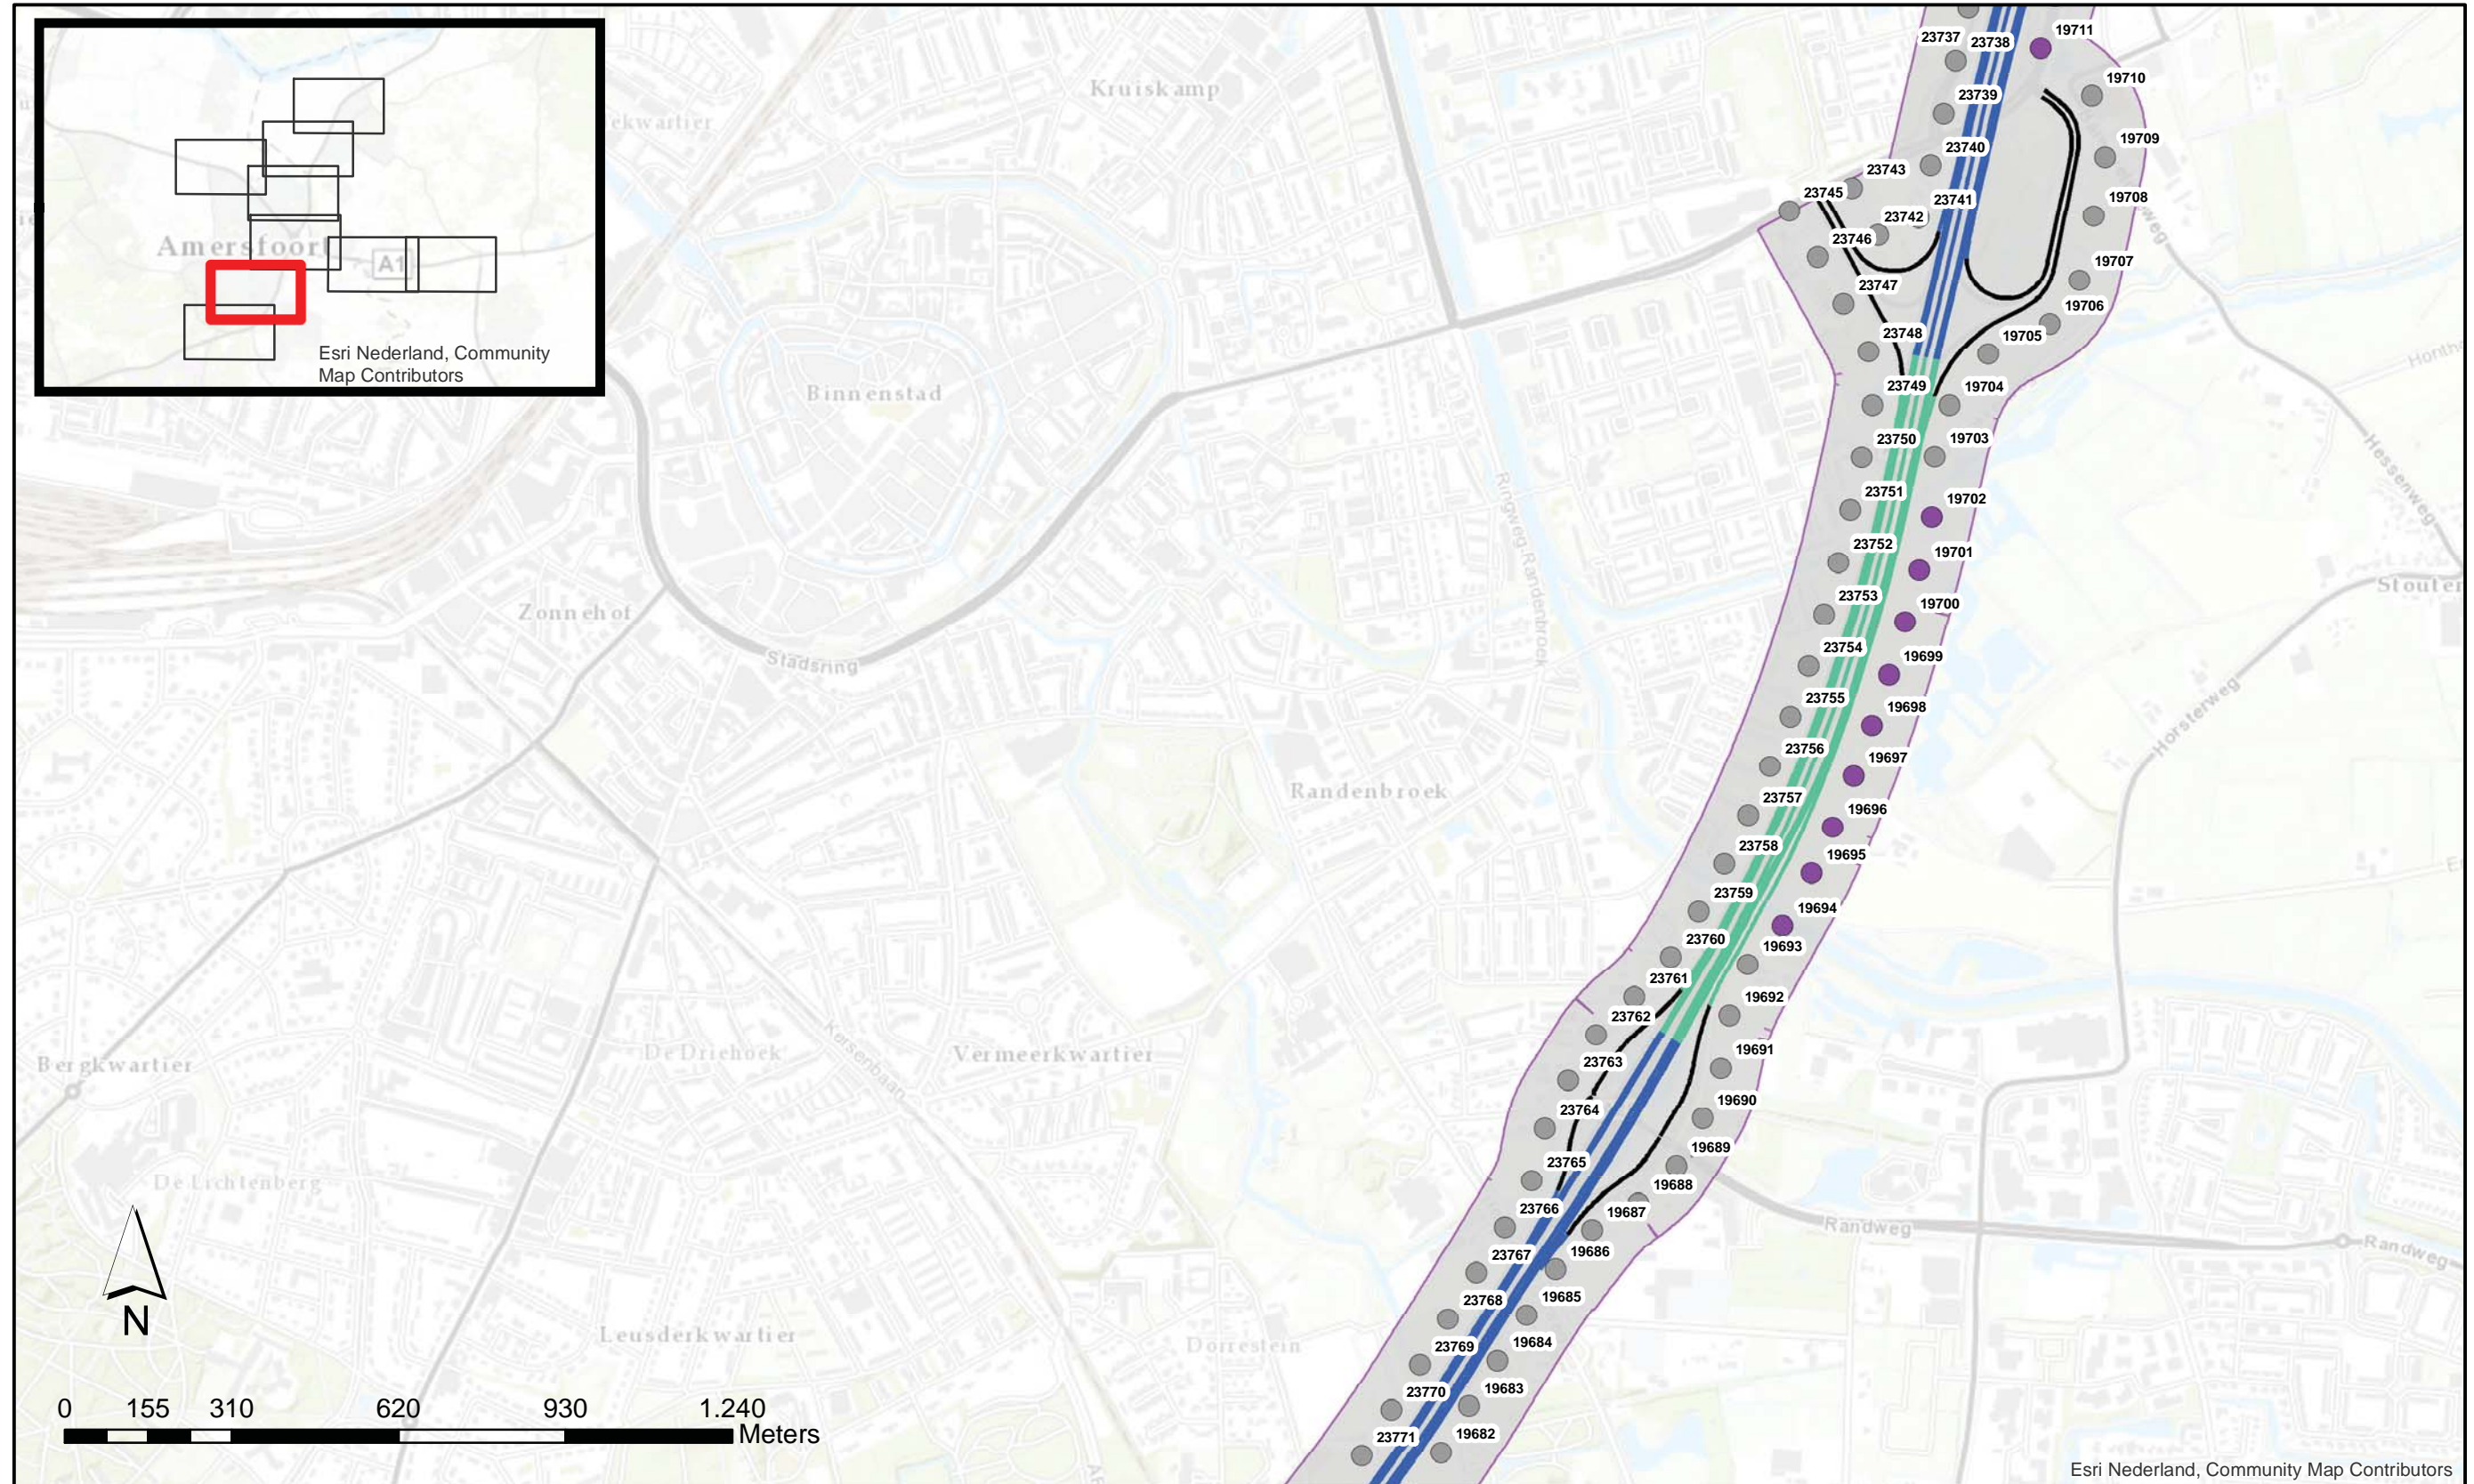 Amersfoort
A1
Esri Nederland, Community
Map Contributors
Kruiskamp
ekwartier
Binnenstad
Zonnehof
Stadsring
Ringweg-Randenbroek
Randenbroek
Hessenweg
Horsterweg
weg
Stouten
Bergkwartier
De Driehoek
Kersenbaan
Vermeerkwartier
De Lichtenberg
Leusderkwartier
Dorrestein
Randweg
Randweg
19711
23737
23738
19710
23739
19709
23740
23743
23745
23741
19708
23742
23746
19707
23747
19706
23748
19705
23749
19704
23750
19703
23751
19702
23752
19701
23753
19700
23754
19699
23755
19698
23756
19697
23757
19696
23758
19695
23759
19694
23760
19693
23761
19692
23762
19691
23763
19690
23764
19689
23765
19688
23766
19687
23767
19686
23768
19685
23769
19684
23770
19683
23771
19682
N
0 155 310 620 930 1.240
Meters
Esri Nederland, Community Map Contributors